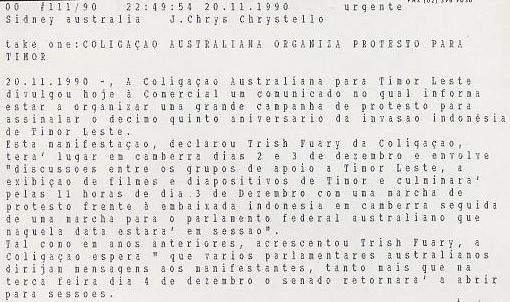 00 #111/90 22:49:54 20.11.1990 urgente
Sidney australia J.Chrys Chrystello
take one:COLIGAÇAO AUSTRALIANA ORGANIZA PROTESTO PARA
TIMOR
20.11.1990 -, A Coligaçao Australiana para Timor Leste
divulgou hoje à Comercial um comunicado no qual informa
estar a organizar uma grande campanha de protesto para
assinalar o decimo quinto aniversario da invasao indonésia
de Timor Leste.
Esta manifestaçao, declarou Trish Fuary da Coligaçao,
tera' lugar em camberra dias 2 e 3 de dezembro e envolve
"discussoes entre os grupos de apoio a Timor Leste, a
exibiçao de filmes e diapositivos de Timor e culminara'
pelas 11 horas de dia 3 de Dezembro com uma marcha de
protesto frente à embaixada indonesia em camberra seguida
de uma marcha para o parlamento federal australiano que
naquela data estara' em sessao".
Tal como em anos anteriores, acrescentou Trish Fuary, a
Coligaçao espera " que varios parlamentares australianos
dirijam mensagens aos manifestantes, tanto mais que na
terca feira dia 4 de dezembro o senado retornara' a abrir
para sessoes.